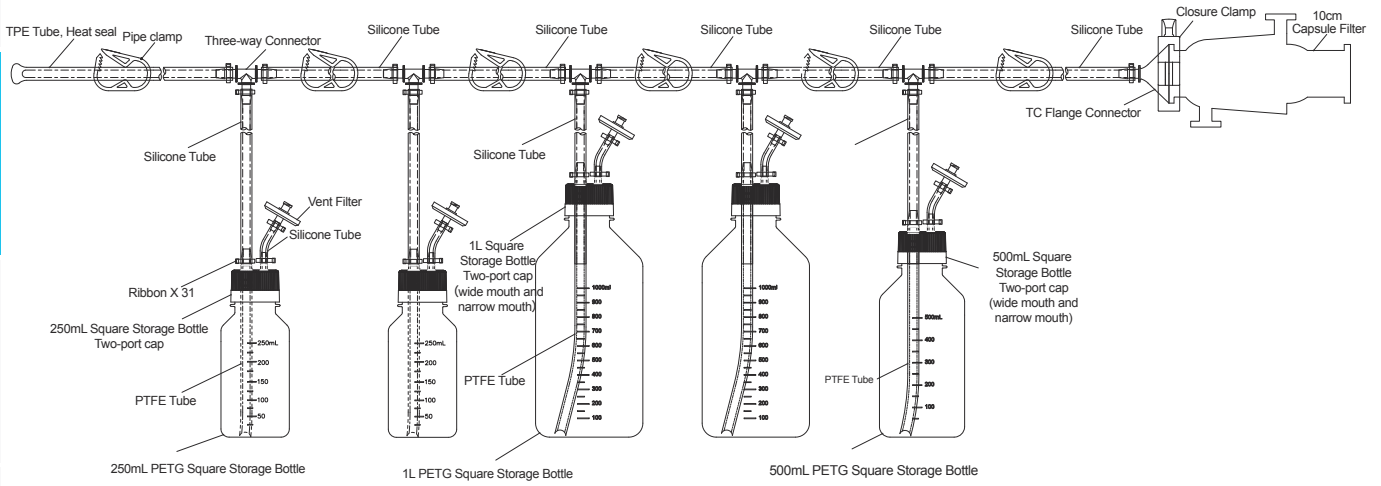 TPE Tube, Heat seal
Pipe clamp
Three-way Connector
Silicone Tube
Silicone Tube
Silicone Tube
Silicone Tube
Silicone Tube
Closure Clamp
10cm
Capsule Filter
TC Flange Connector
Silicone Tube
Silicone Tube
Vent Filter
Silicone Tube
Ribbon X 31
250mL Square Storage Bottle
Two-port cap
1L Square
Storage Bottle
Two-port cap
(wide mouth and
narrow mouth)
500mL Square
Storage Bottle
Two-port cap
(wide mouth and
narrow mouth)
250mL
200
150
100
50
250mL
200
150
100
50
1000ml
900
800
700
600
500
400
300
200
100
1000ml
900
800
700
600
500
400
300
200
100
500mL
400
300
200
100
PTFE Tube
PTFE Tube
PTFE Tube
250mL PETG Square Storage Bottle
1L PETG Square Storage Bottle
500mL PETG Square Storage Bottle